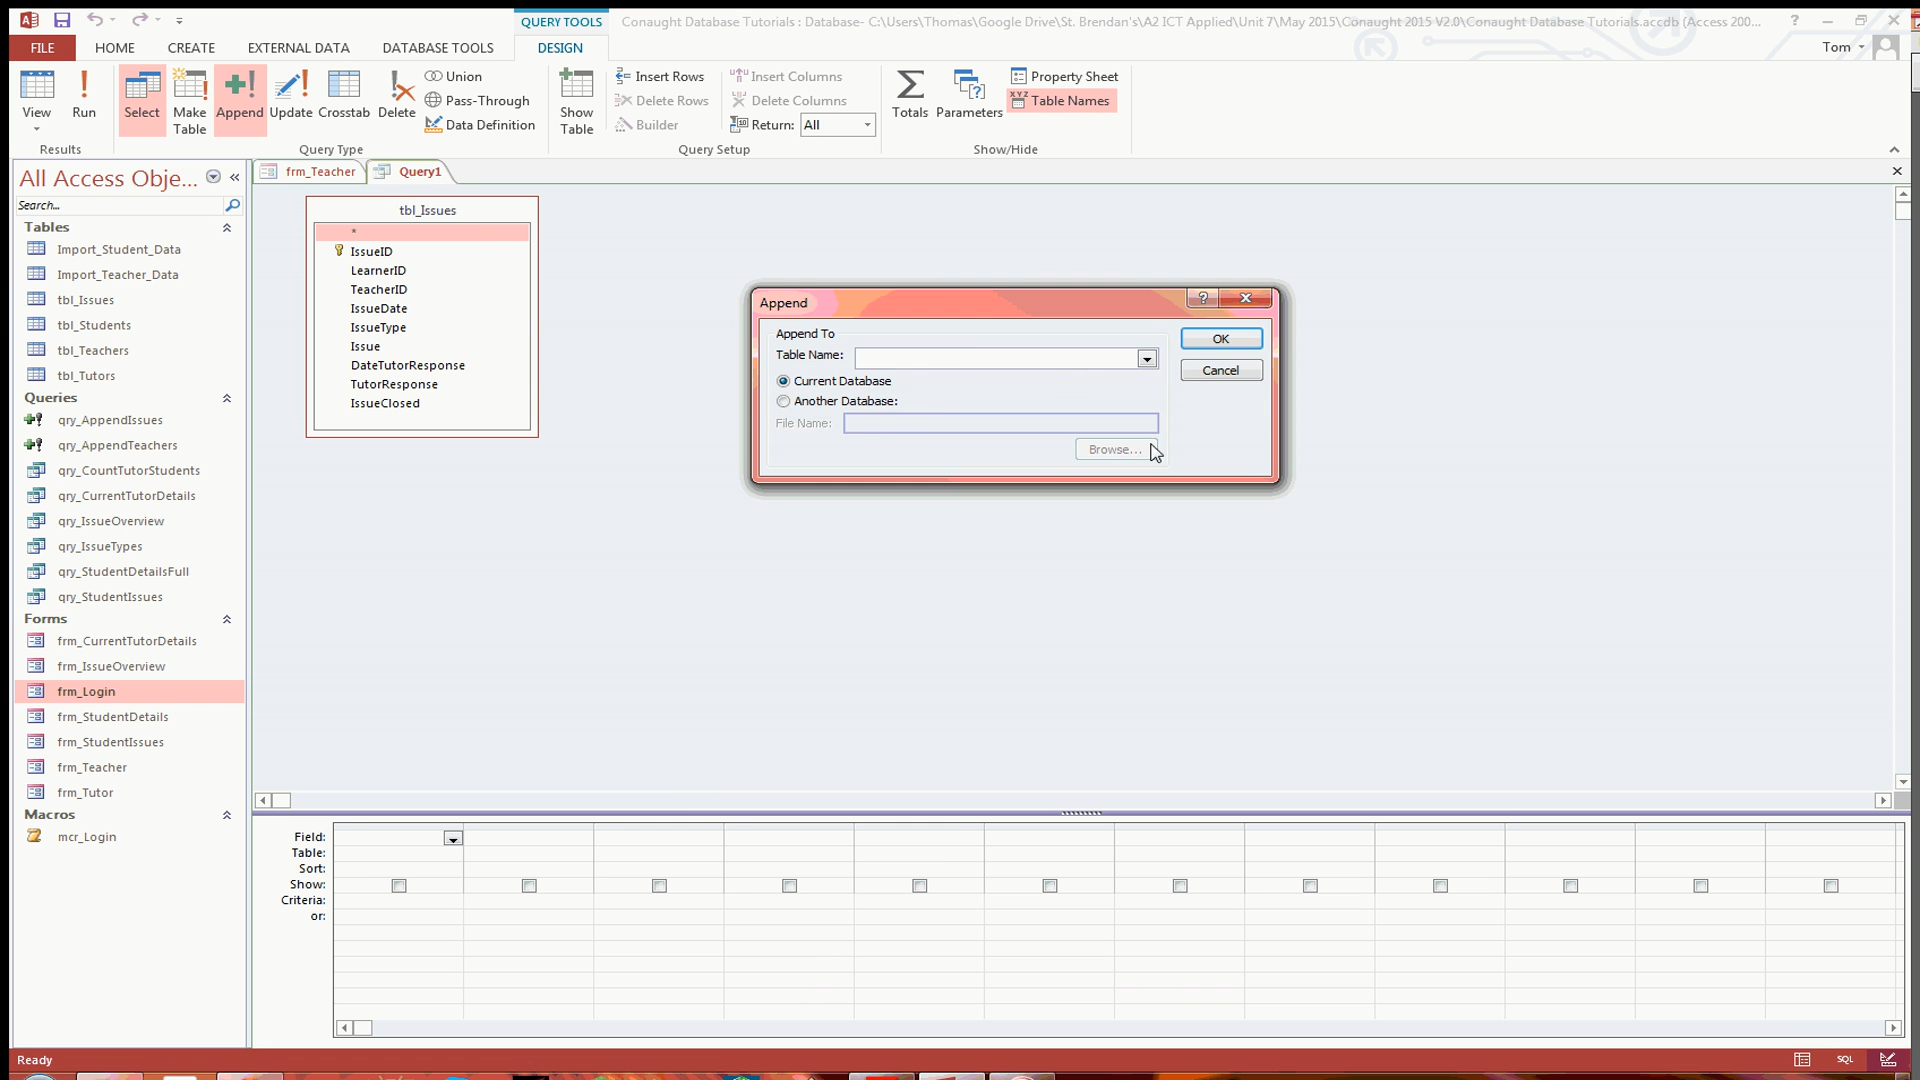 QUERY TOOLS
Conaught Database Tutorials : Database- C:\Users\Thomas\Google Drive\St. Brendan's\A2 ICT Applied\Unit 7\May 2015\Conaught 2015 V2.0\Conaught Database Tutorials.accdb (Access 200...
FILE HOME CREATE EXTERNAL DATA DATABASE TOOLS DESIGN Tom
View
Run
Select
Make Table
Append
Update
Crosstab
Delete
Union
Pass-Through
Data Definition
Show Table
Insert Rows
Delete Rows
Builder
Insert Columns
Delete Columns
Return: All
Totals
Parameters
Property Sheet
Table Names
Results Query Type Query Setup Show/Hide
All Access Obje...
Search...
Tables
Import_Student_Data
Import_Teacher_Data
tbl_Issues
tbl_Students
tbl_Teachers
tbl_Tutors
Queries
qry_AppendIssues
qry_AppendTeachers
qry_CountTutorStudents
qry_CurrentTutorDetails
qry_IssueOverview
qry_IssueTypes
qry_StudentDetailsFull
qry_StudentIssues
Forms
frm_CurrentTutorDetails
frm_IssueOverview
frm_Login
frm_StudentDetails
frm_StudentIssues
frm_Teacher
frm_Tutor
Macros
mcr_Login
frm_Teacher Query1
tbl_Issues
*
IssueID
LearnerID
TeacherID
IssueDate
IssueType
Issue
DateTutorResponse
TutorResponse
IssueClosed
Append
Append To
Table Name:
Current Database
Another Database:
File Name:
Browse...
OK
Cancel
Field:
Table:
Sort:
Show:
Criteria:
or:
Ready
SQL